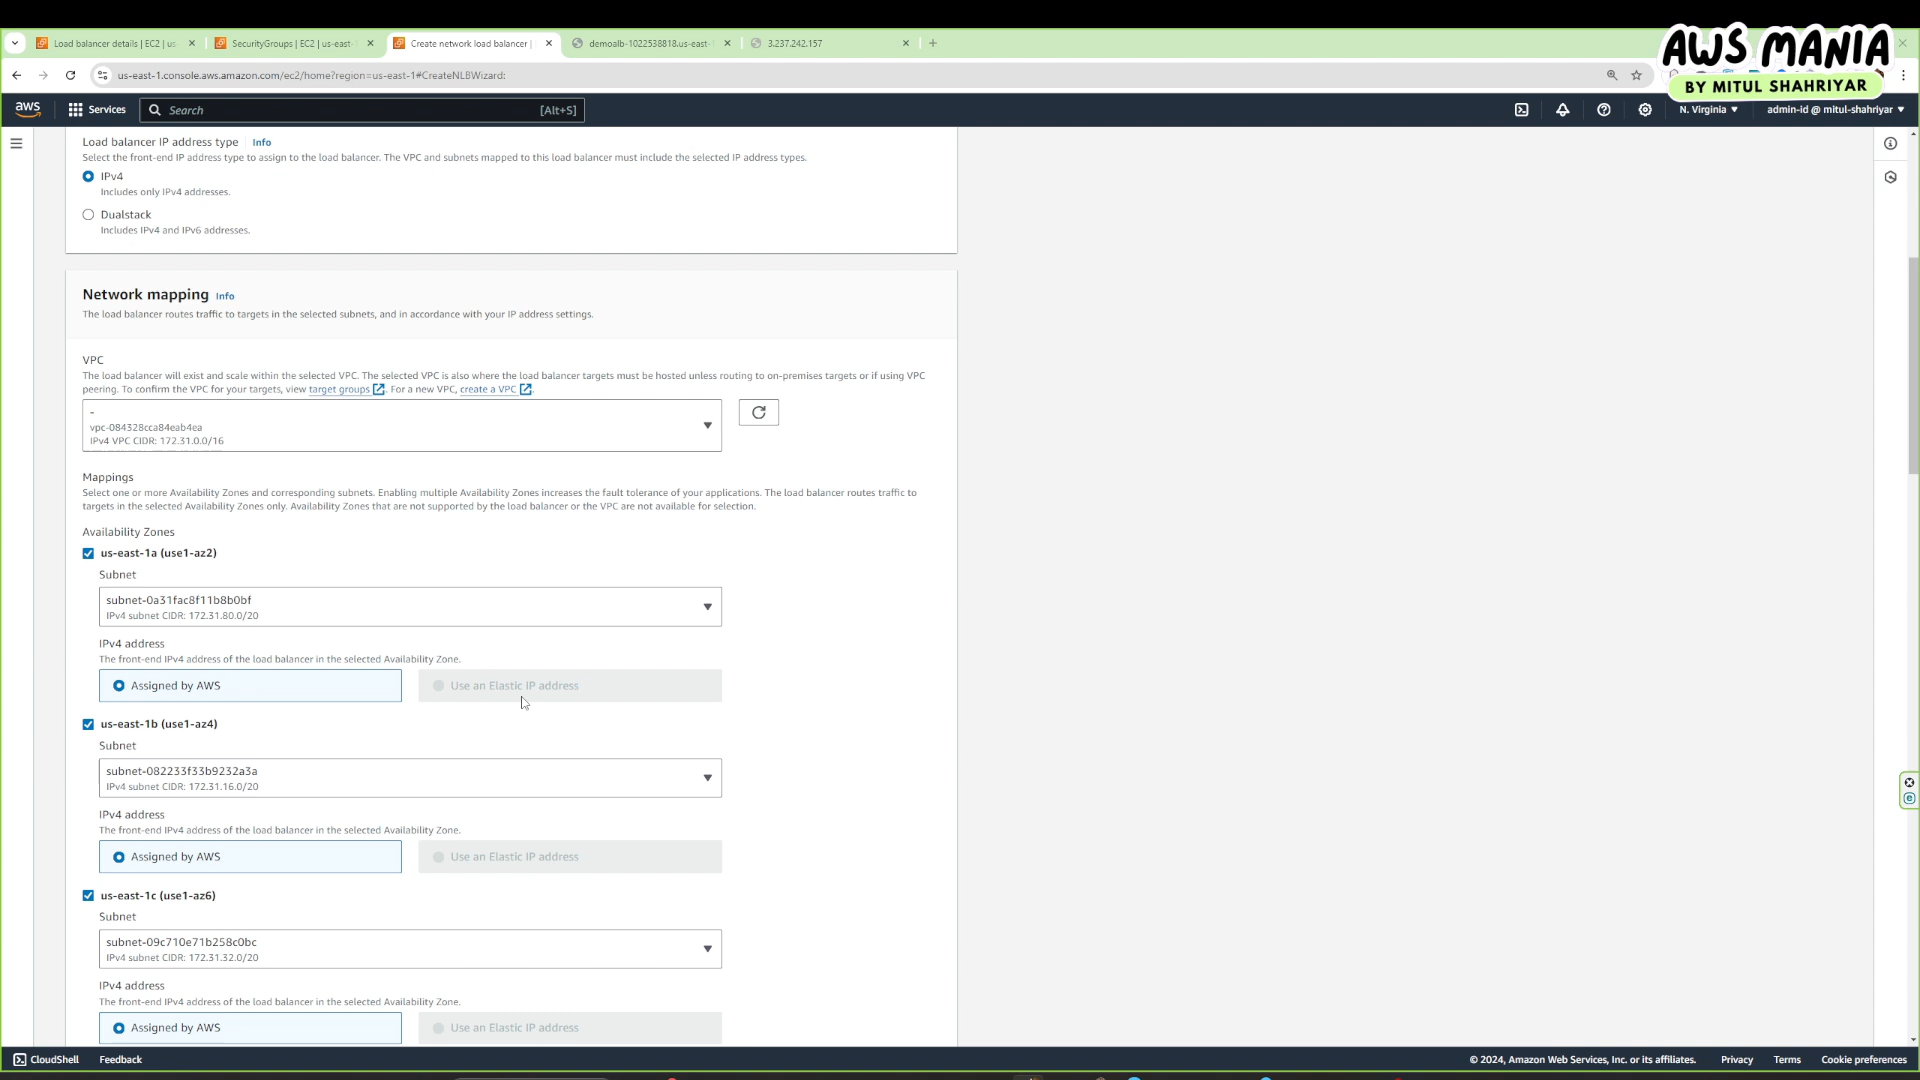 AWS MANIA
BY MITUL SHAHRIYAR
Load balancer details | EC2 | us-
SecurityGroups | EC2 | us-east-
Create network load balancer |
demoalb-1022538818.us-east-
3.237.242.157
us-east-1.console.aws.amazon.com/ec2/home?region=us-east-1#CreateNLBWizard:
aws
Services
Search
[Alt+S]
N. Virginia
admin-id @ mitul-shahriyar
Load balancer IP address type Info
Select the front-end IP address type to assign to the load balancer. The VPC and subnets mapped to this load balancer must include the selected IP address types.
IPv4
Includes only IPv4 addresses.
Dualstack
Includes IPv4 and IPv6 addresses.
Network mapping Info
The load balancer routes traffic to targets in the selected subnets, and in accordance with your IP address settings.
VPC
The load balancer will exist and scale within the selected VPC. The selected VPC is also where the load balancer targets must be hosted unless routing to on-premises targets or if using VPC
peering. To confirm the VPC for your targets, view target groups. For a new VPC, create a VPC.
-
vpc-084328cca84eab4ea
IPv4 VPC CIDR: 172.31.0.0/16
Mappings
Select one or more Availability Zones and corresponding subnets. Enabling multiple Availability Zones increases the fault tolerance of your applications. The load balancer routes traffic to
targets in the selected Availability Zones only. Availability Zones that are not supported by the load balancer or the VPC are not available for selection.
Availability Zones
us-east-1a (use1-az2)
Subnet
subnet-0a31fac8f11b8b0bf
IPv4 subnet CIDR: 172.31.80.0/20
IPv4 address
The front-end IPv4 address of the load balancer in the selected Availability Zone.
Assigned by AWS
Use an Elastic IP address
us-east-1b (use1-az4)
Subnet
subnet-082233f33b9232a3a
IPv4 subnet CIDR: 172.31.16.0/20
IPv4 address
The front-end IPv4 address of the load balancer in the selected Availability Zone.
Assigned by AWS
Use an Elastic IP address
us-east-1c (use1-az6)
Subnet
subnet-09c710e71b258c0bc
IPv4 subnet CIDR: 172.31.32.0/20
IPv4 address
The front-end IPv4 address of the load balancer in the selected Availability Zone.
Assigned by AWS
Use an Elastic IP address
CloudShell
Feedback
© 2024, Amazon Web Services, Inc. or its affiliates.
Privacy
Terms
Cookie preferences